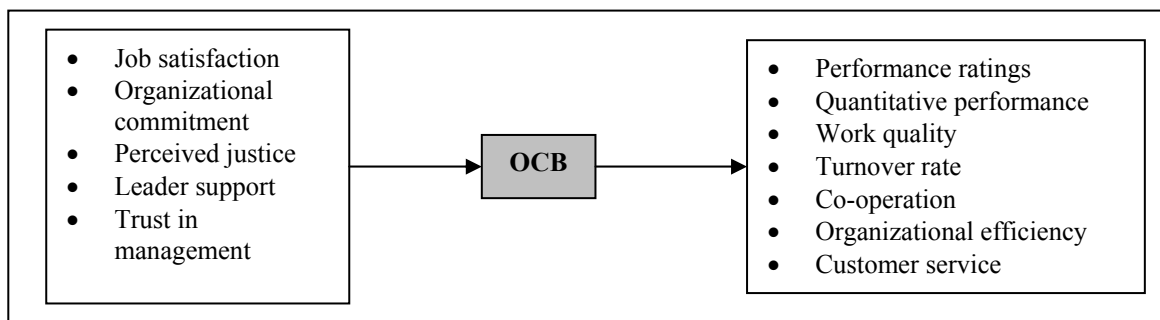 • Job satisfaction
• Organizational
commitment
• Perceived justice
• Leader support
• Trust in
management
OCB
• Performance ratings
• Quantitative performance
• Work quality
• Turnover rate
• Co-operation
• Organizational efficiency
• Customer service